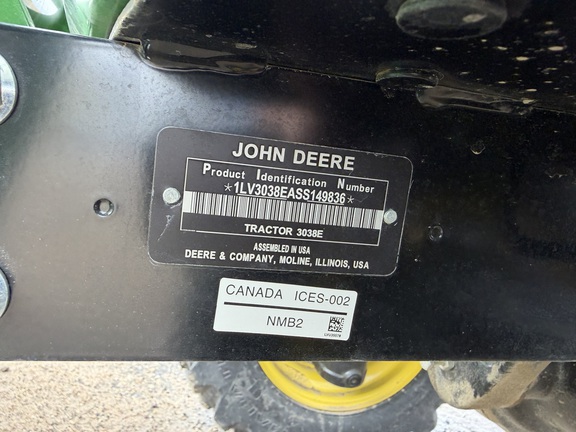 JOHN DEERE
Product Identification Number
*1LV3038EASS149836*
TRACTOR 3038E
ASSEMBLED IN USA
DEERE & COMPANY, MOLINE, ILLINOIS, USA
CANADA ICES-002
NMB2